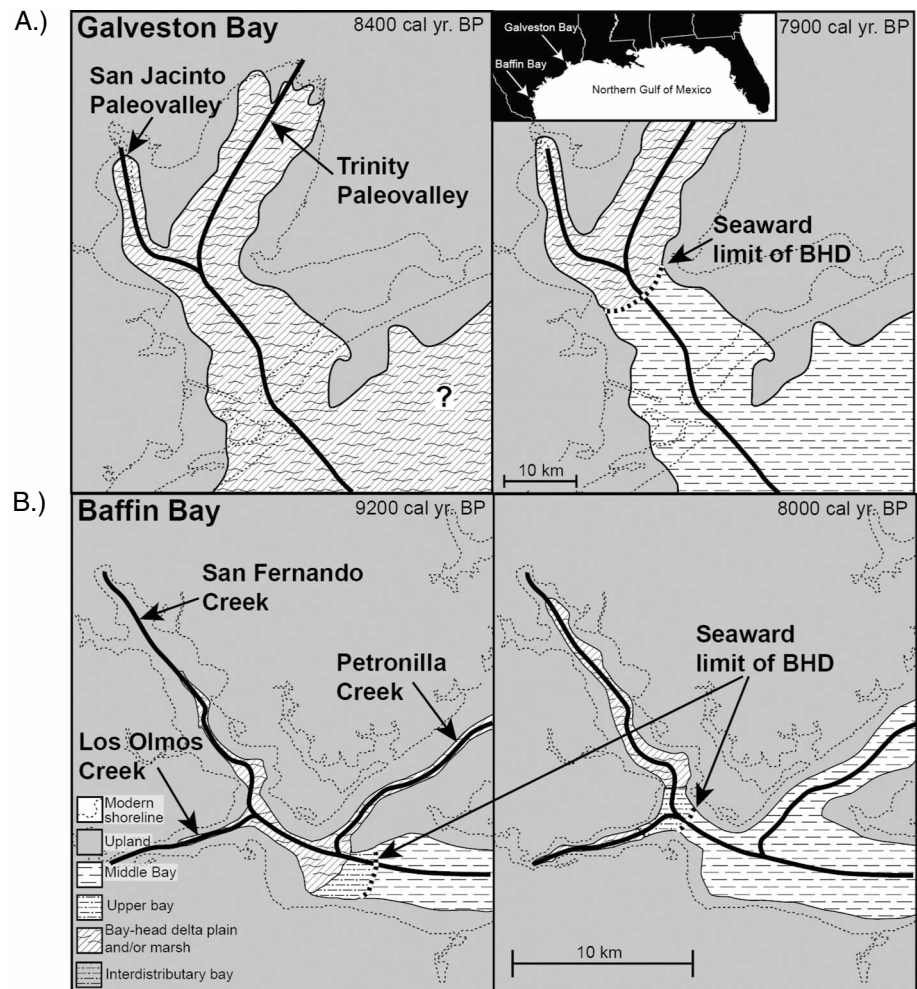 A.)
Galveston Bay
8400 cal yr. BP
San Jacinto
Paleovalley
Trinity
Paleovalley
?
7900 cal yr. BP
Galveston Bay
Baffin Bay
Northern Gulf of Mexico
Seaward
limit of BHD
10 km
B.)
Baffin Bay
9200 cal yr. BP
San Fernando
Creek
Petronilla
Creek
Los Olmos
Creek
Modern
shoreline
Upland
Middle Bay
Upper bay
Bay-head delta plain
and/or marsh
Interdistributary bay
8000 cal yr. BP
Seaward
limit of BHD
10 km